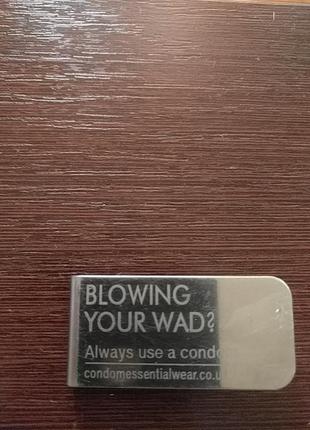 BLOWING
YOUR WAD?
Always use a condo
condomessentialwear.co.u